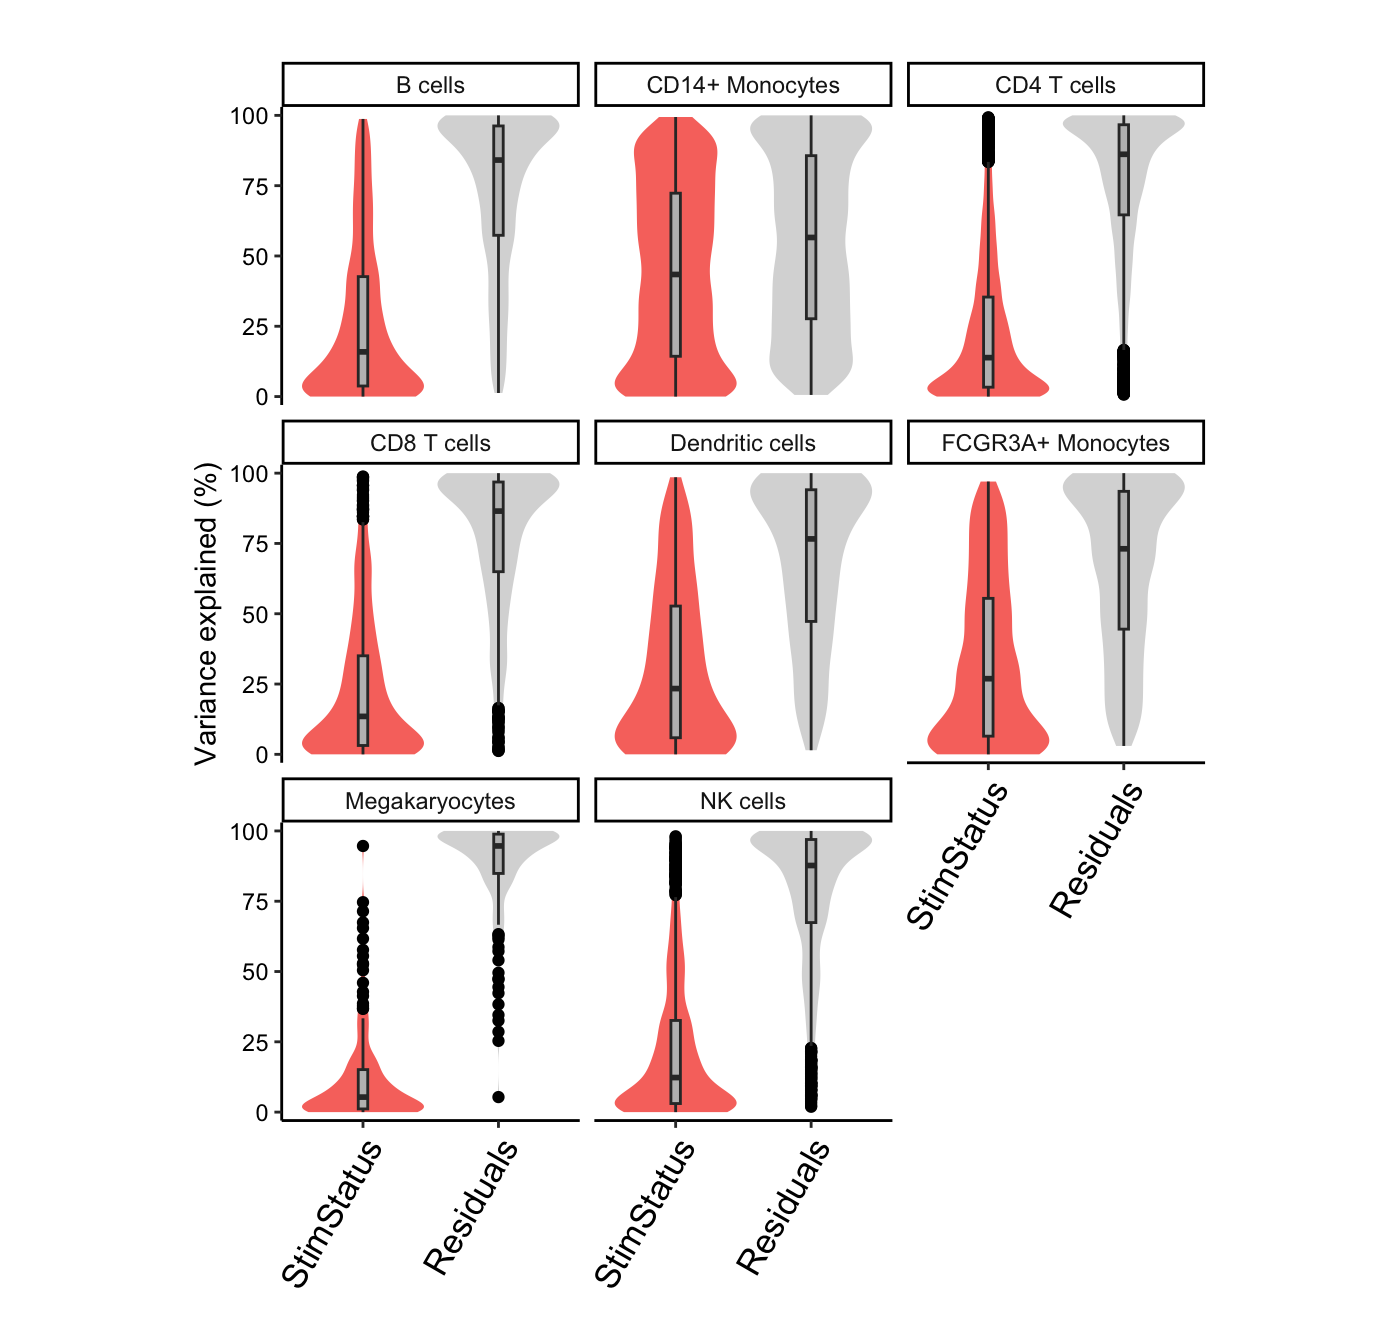 B cells
CD14+ Monocytes
CD4 T cells
100
75
50
25
0
CD8 T cells
Dendritic cells
FCGR3A+ Monocytes
Variance explained (%)
100
75
50
25
0
Megakaryocytes
NK cells
StimStatus
Residuals
100
75
50
25
0
StimStatus
Residuals
StimStatus
Residuals